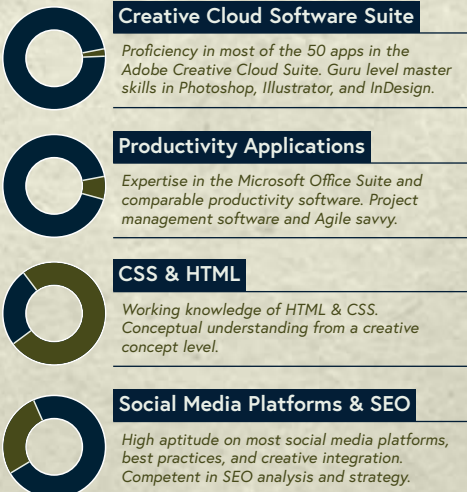 Creative Cloud Software Suite
Proficiency in most of the 50 apps in the
Adobe Creative Cloud Suite. Guru level master
skills in Photoshop, Illustrator, and InDesign.
Productivity Applications
Expertise in the Microsoft Office Suite and
comparable productivity software. Project
management software and Agile savvy.
CSS & HTML
Working knowledge of HTML & CSS.
Conceptual understanding from a creative
concept level.
Social Media Platforms & SEO
High aptitude on most social media platforms,
best practices, and creative integration.
Competent in SEO analysis and strategy.